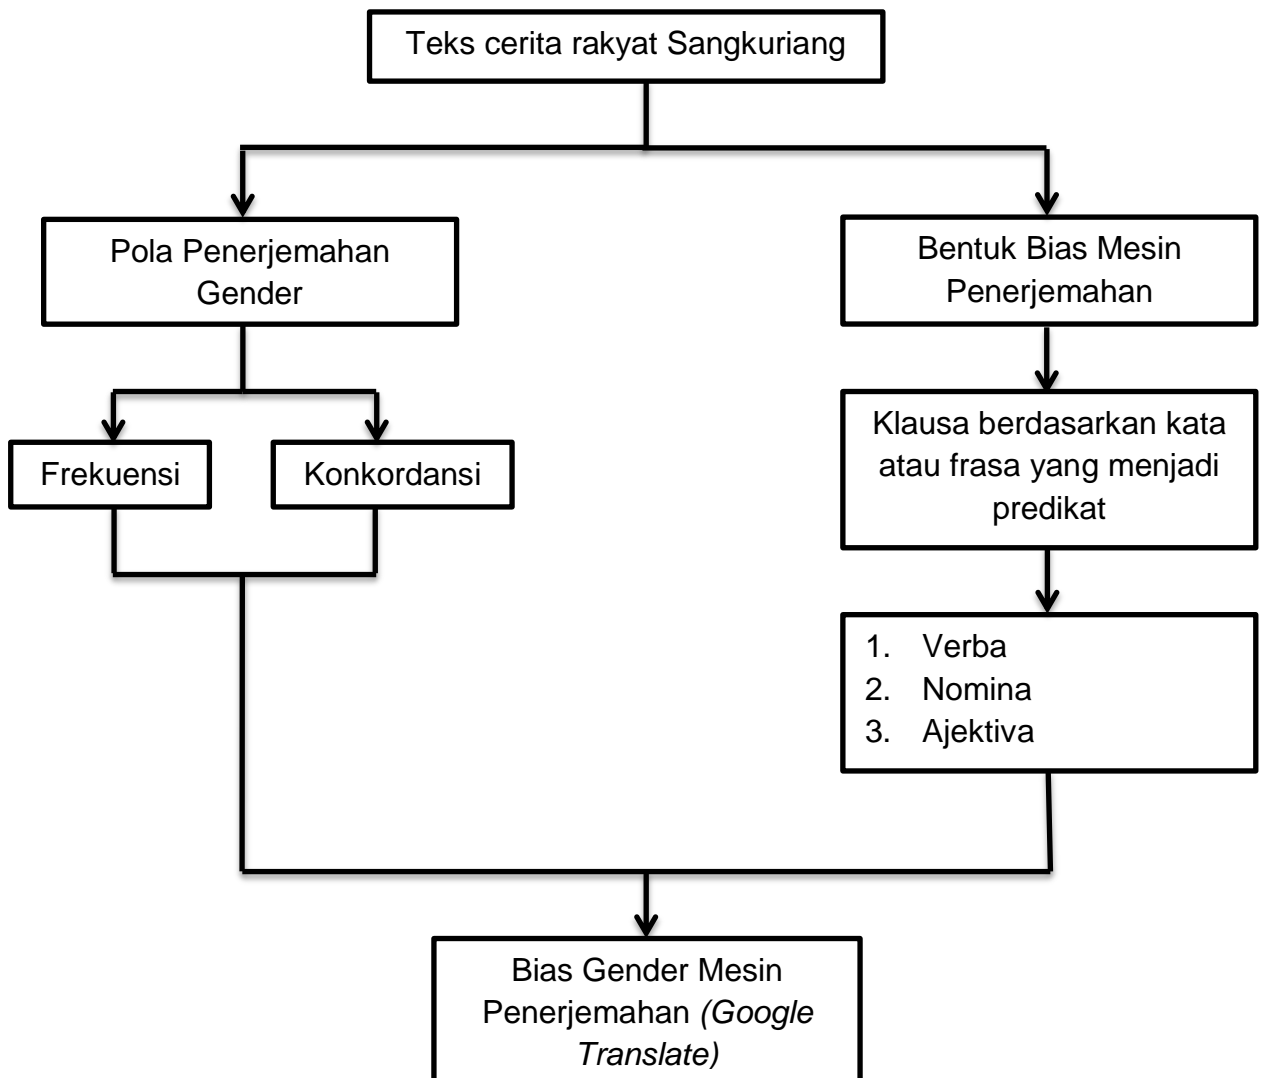 Teks cerita rakyat Sangkuriang
Pola Penerjemahan
Gender
Bentuk Bias Mesin
Penerjemahan
Frekuensi
Konkordansi
Klausa berdasarkan kata
atau frasa yang menjadi
predikat
1. Verba
2. Nomina
3. Ajektiva
Bias Gender Mesin
Penerjemahan (Google
Translate)